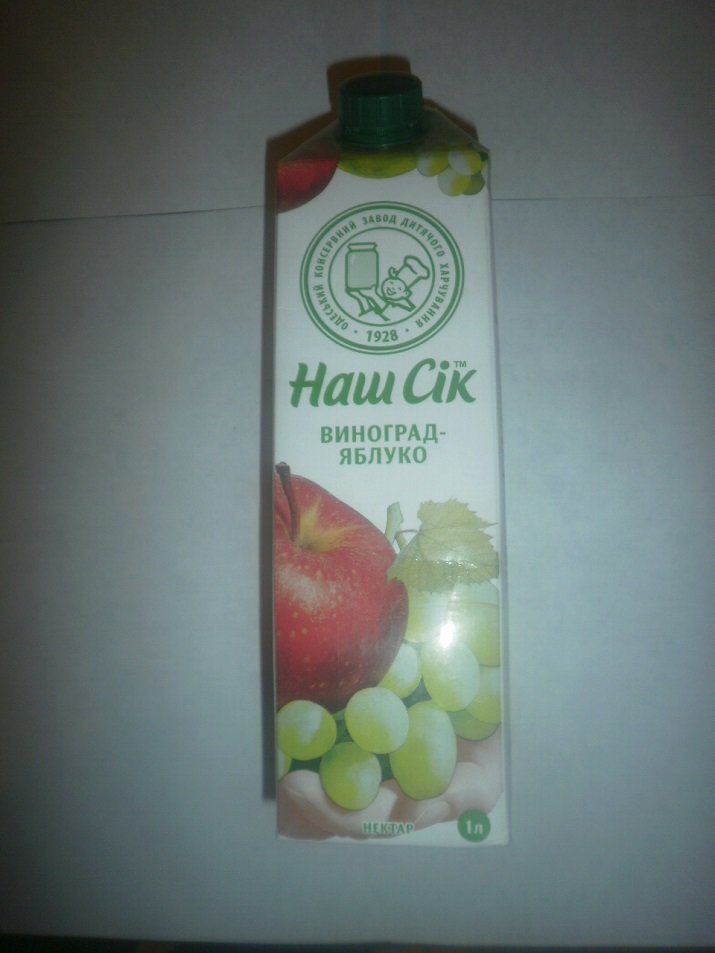 ОДЕСЬКИЙ КОНСЕРВНИЙ ЗАВОД ДИТЯЧОГО ХАРЧУВАННЯ
· 1928 ·
Наш Сік™
ВИНОГРАД-
ЯБЛУКО
НЕКТАР
1л